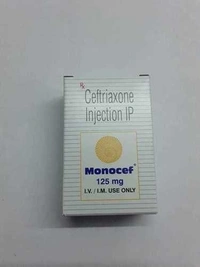 Rx
Ceftriaxone
Injection IP
Monocef
125 mg
I.V. / I.M. USE ONLY